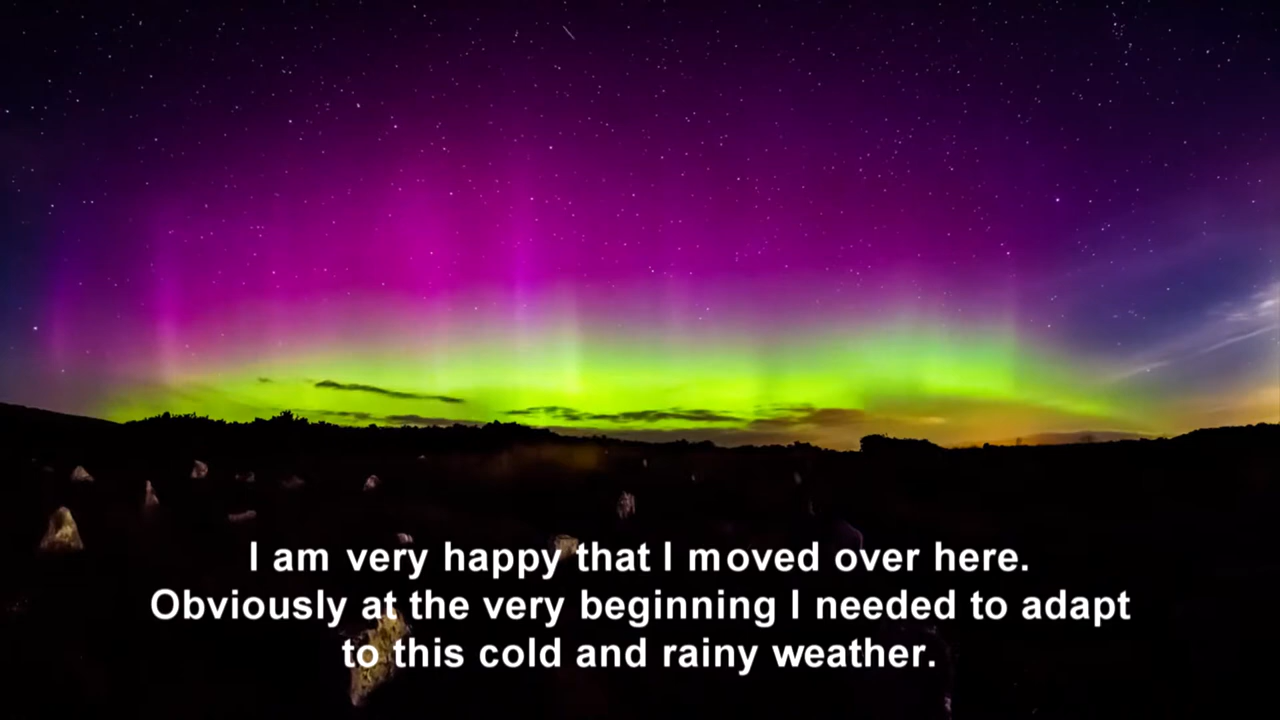 I am very happy that I moved over here.
Obviously at the very beginning I needed to adapt
to this cold and rainy weather.